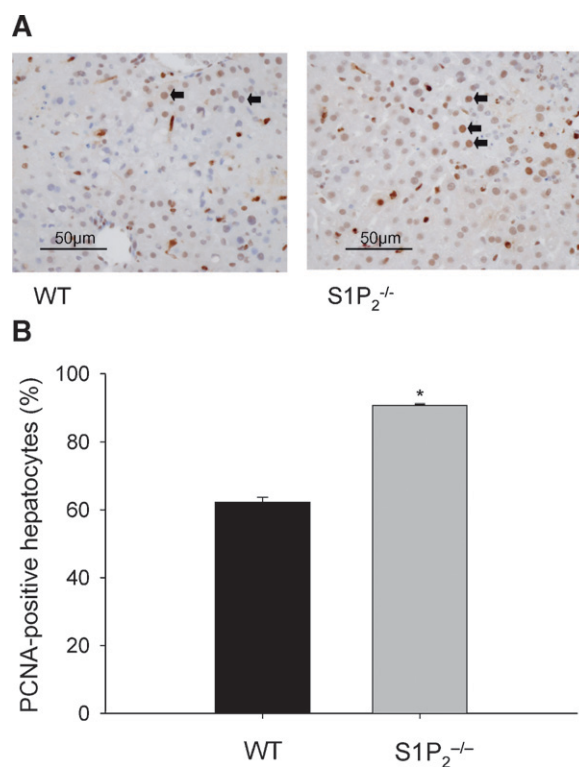 A
50µm
50µm
WT
S1P₂⁻/⁻
B
PCNA-positive hepatocytes (%)
100
80
60
40
20
0
*
WT
S1P₂⁻/⁻